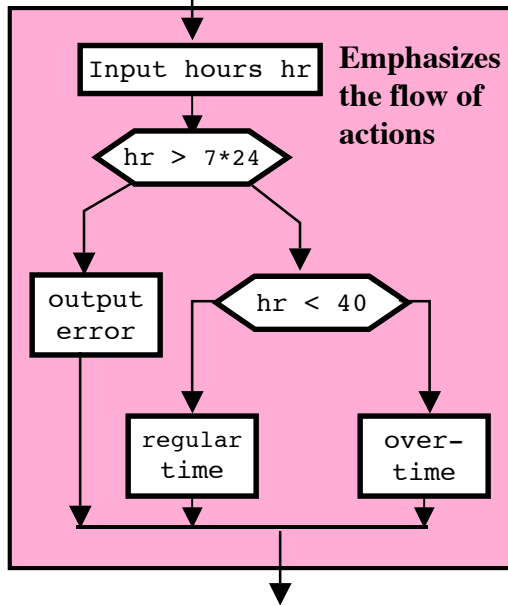 Input hours hr
Emphasizes
the flow of
actions
hr > 7*24
output
error
hr < 40
regular
time
over-
time